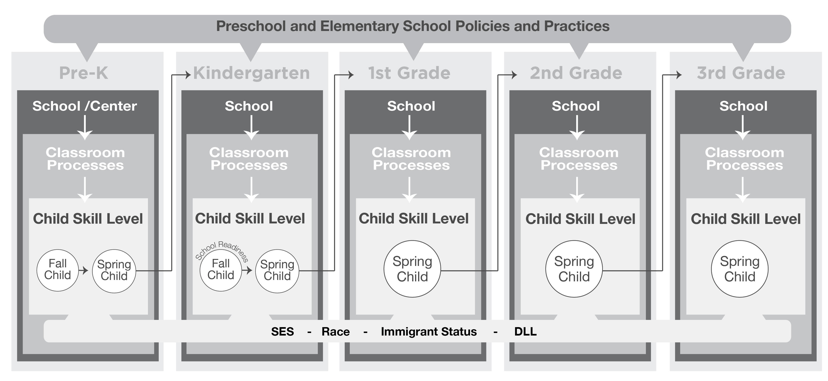 Preschool and Elementary School Policies and Practices
Pre-K
School /Center
Classroom
Processes
Child Skill Level
Fall
Child
Spring
Child
Kindergarten
School
Classroom
Processes
Child Skill Level
School Readiness
Fall
Child
Spring
Child
1st Grade
School
Classroom
Processes
Child Skill Level
Spring
Child
2nd Grade
School
Classroom
Processes
Child Skill Level
Spring
Child
3rd Grade
School
Classroom
Processes
Child Skill Level
Spring
Child
SES - Race - Immigrant Status - DLL